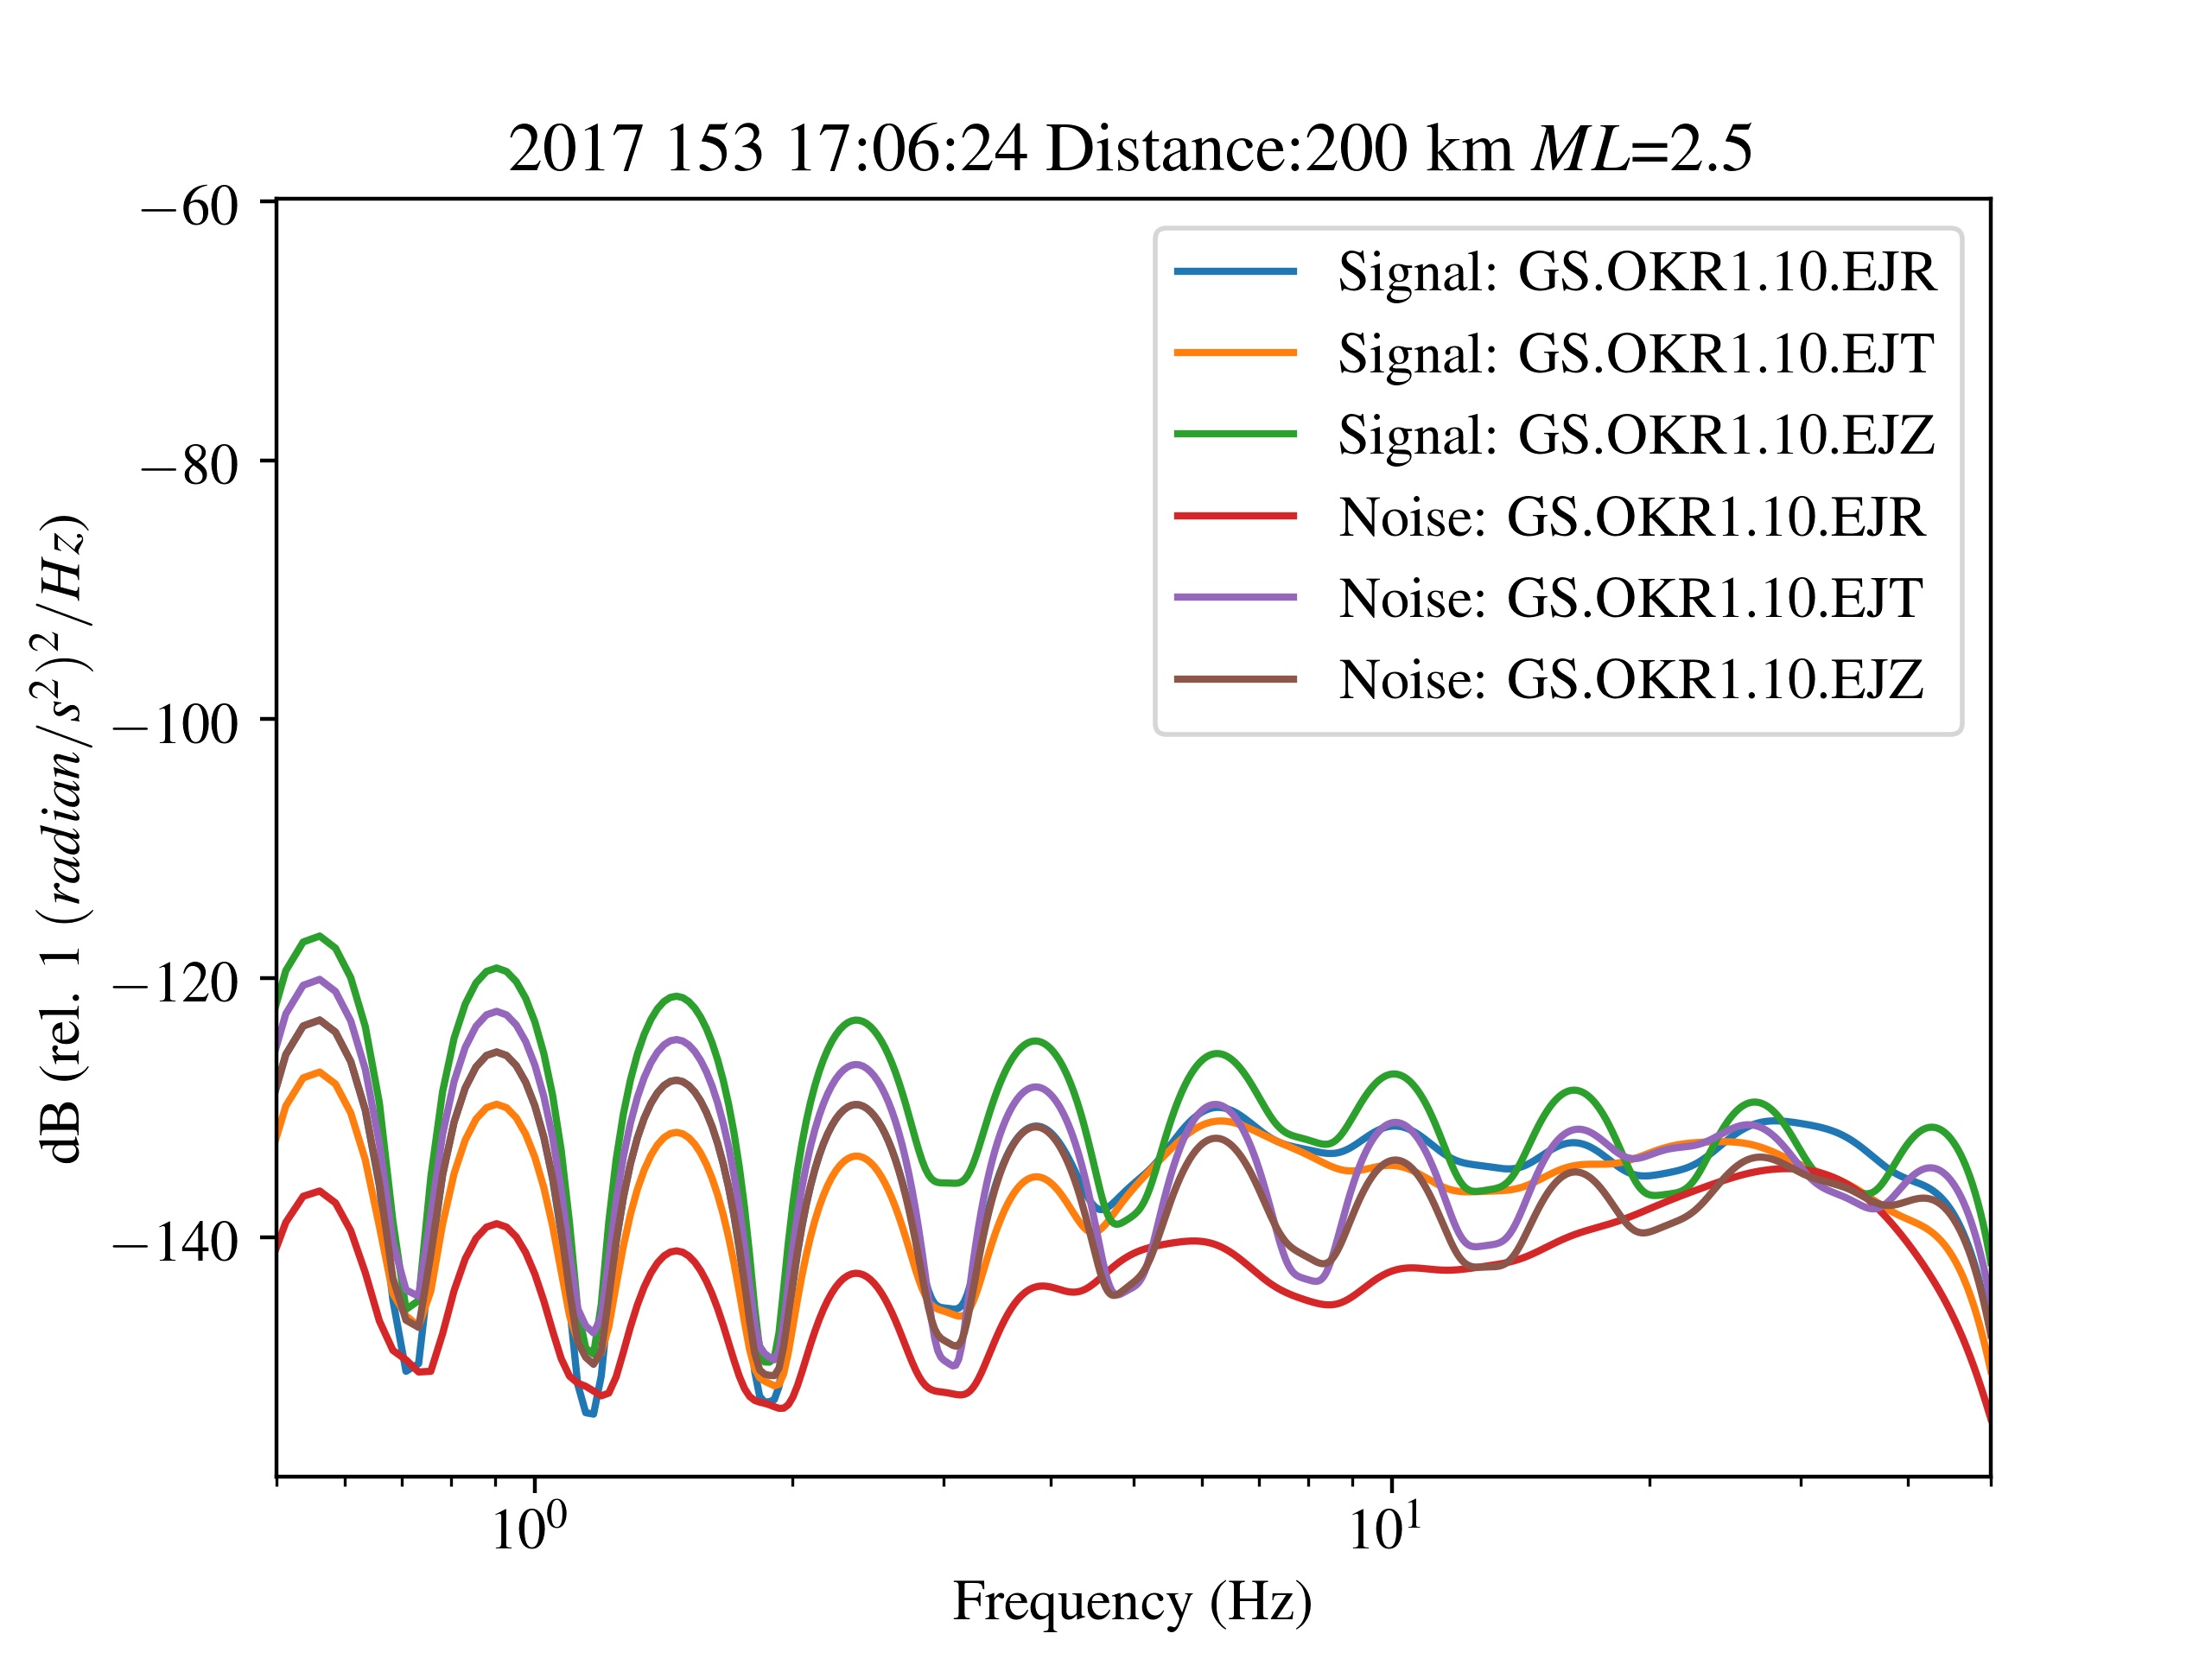 2017 153 17:06:24 Distance:200 km ML=2.5
−60
−80
−100
−120
−140
dB (rel. 1 (radian/s²)²/Hz)
Signal: GS.OKR1.10.EJR
Signal: GS.OKR1.10.EJT
Signal: GS.OKR1.10.EJZ
Noise: GS.OKR1.10.EJR
Noise: GS.OKR1.10.EJT
Noise: GS.OKR1.10.EJZ
10⁰ 10¹
Frequency (Hz)